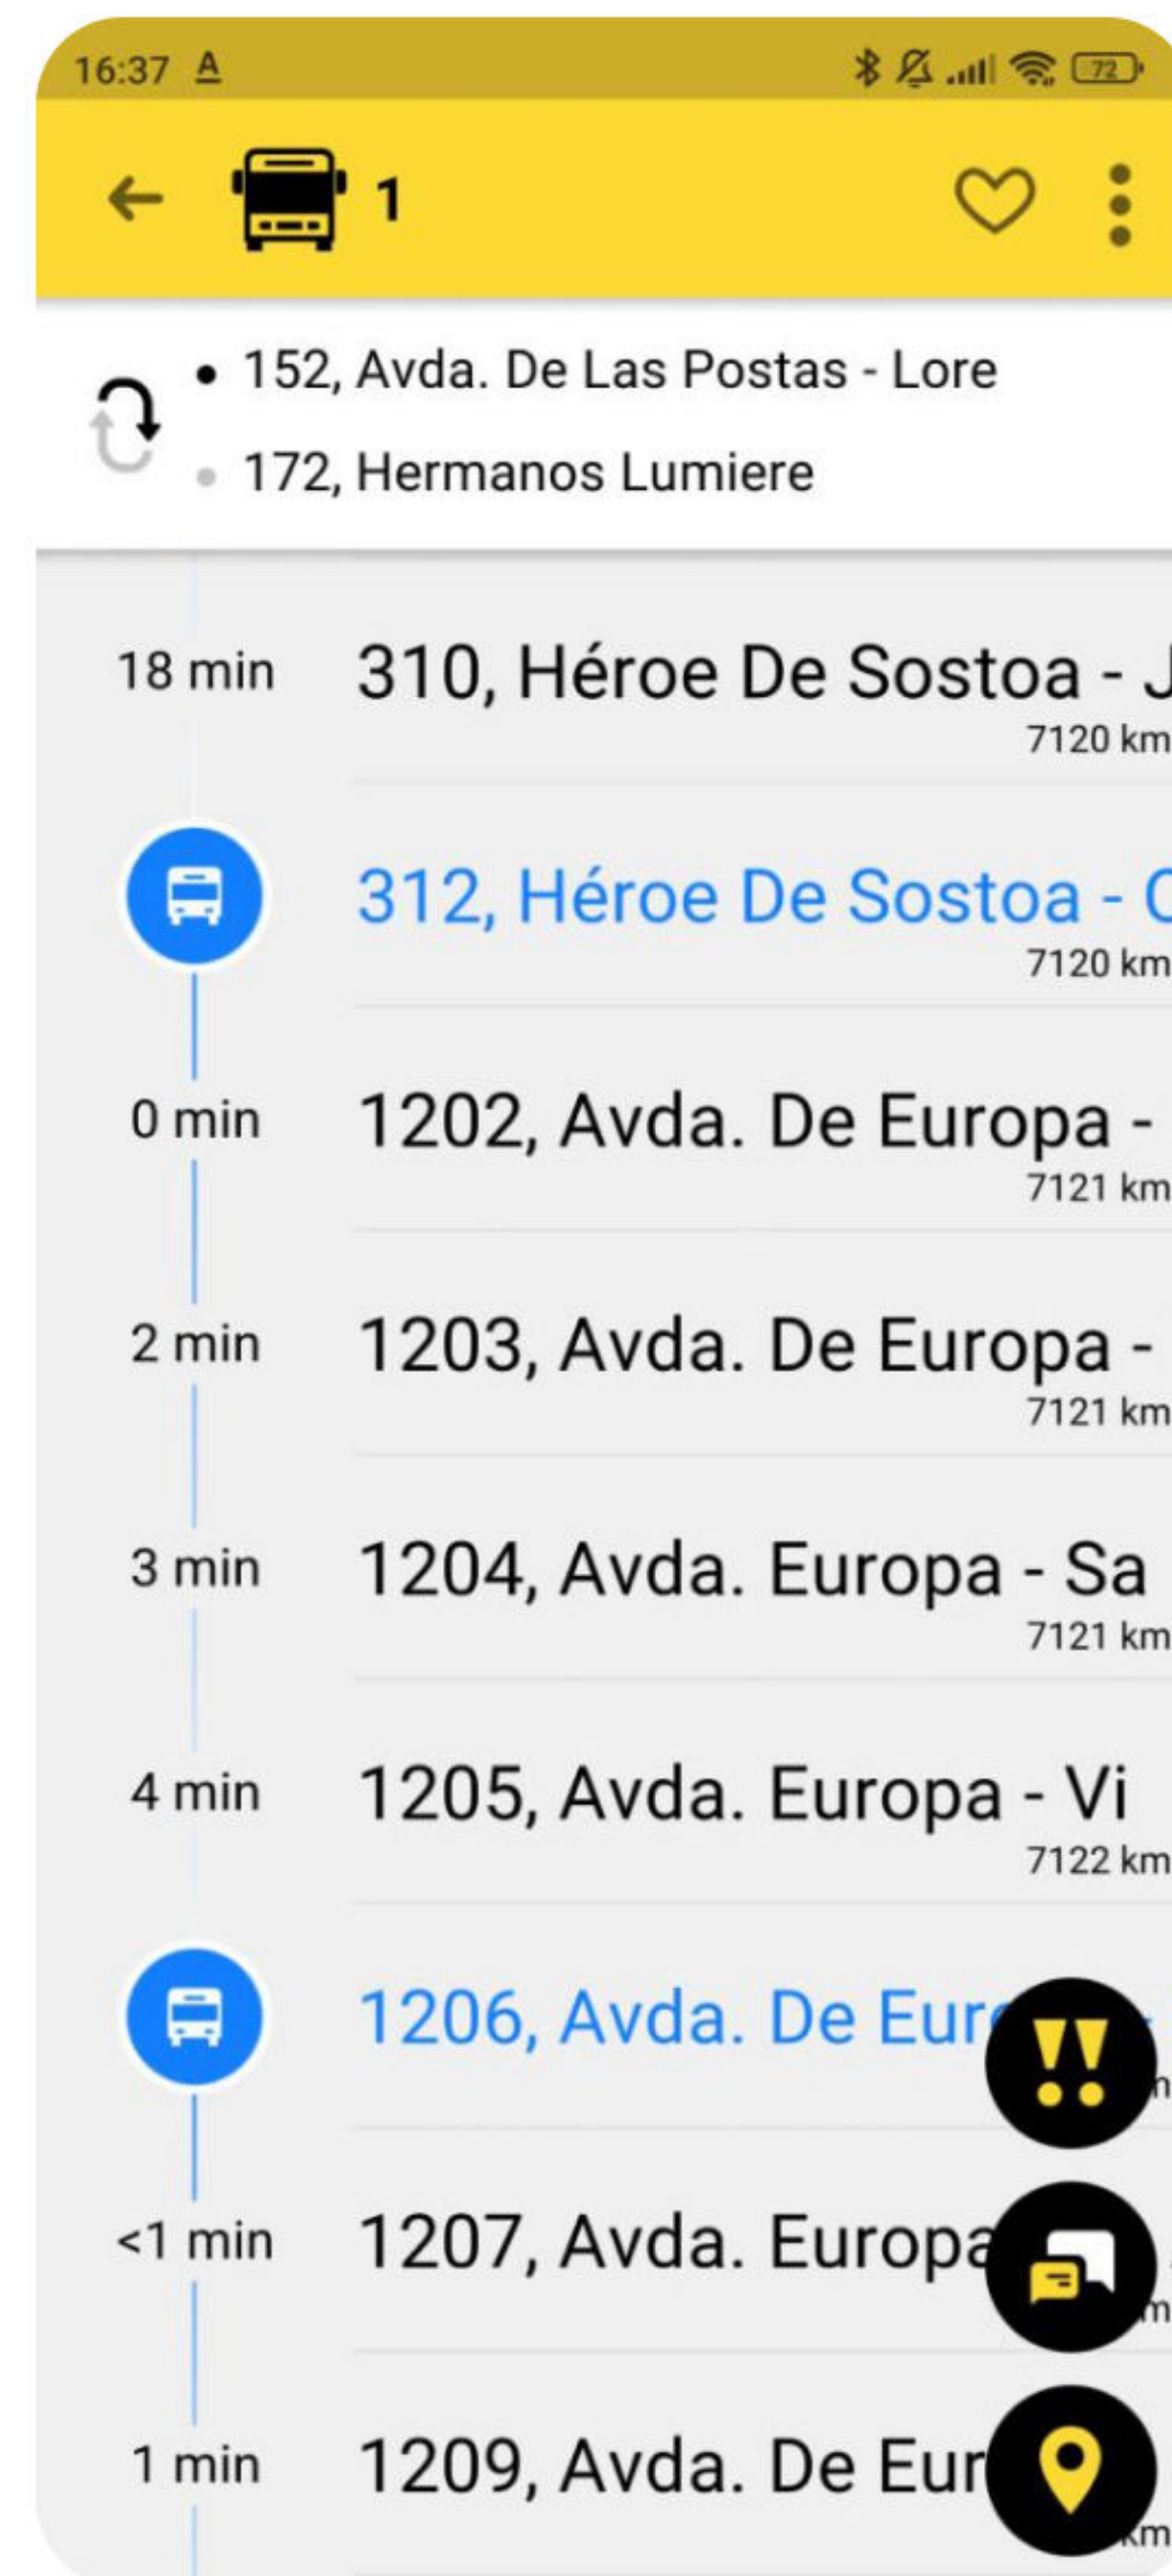 16:37 A
72
1
152, Avda. De Las Postas - Lore
172, Hermanos Lumiere
18 min
310, Héroe De Sostoa - J
7120 km
312, Héroe De Sostoa -
7120 km
0 min
1202, Avda. De Europa -
7121 km
2 min
1203, Avda. De Europa -
7121 km
3 min
1204, Avda. Europa - Sa
7121 km
4 min
1205, Avda. Europa - Vi
7122 km
1206, Avda. De Eur
<1 min
1207, Avda. Europa
1 min
1209, Avda. De Eur
km